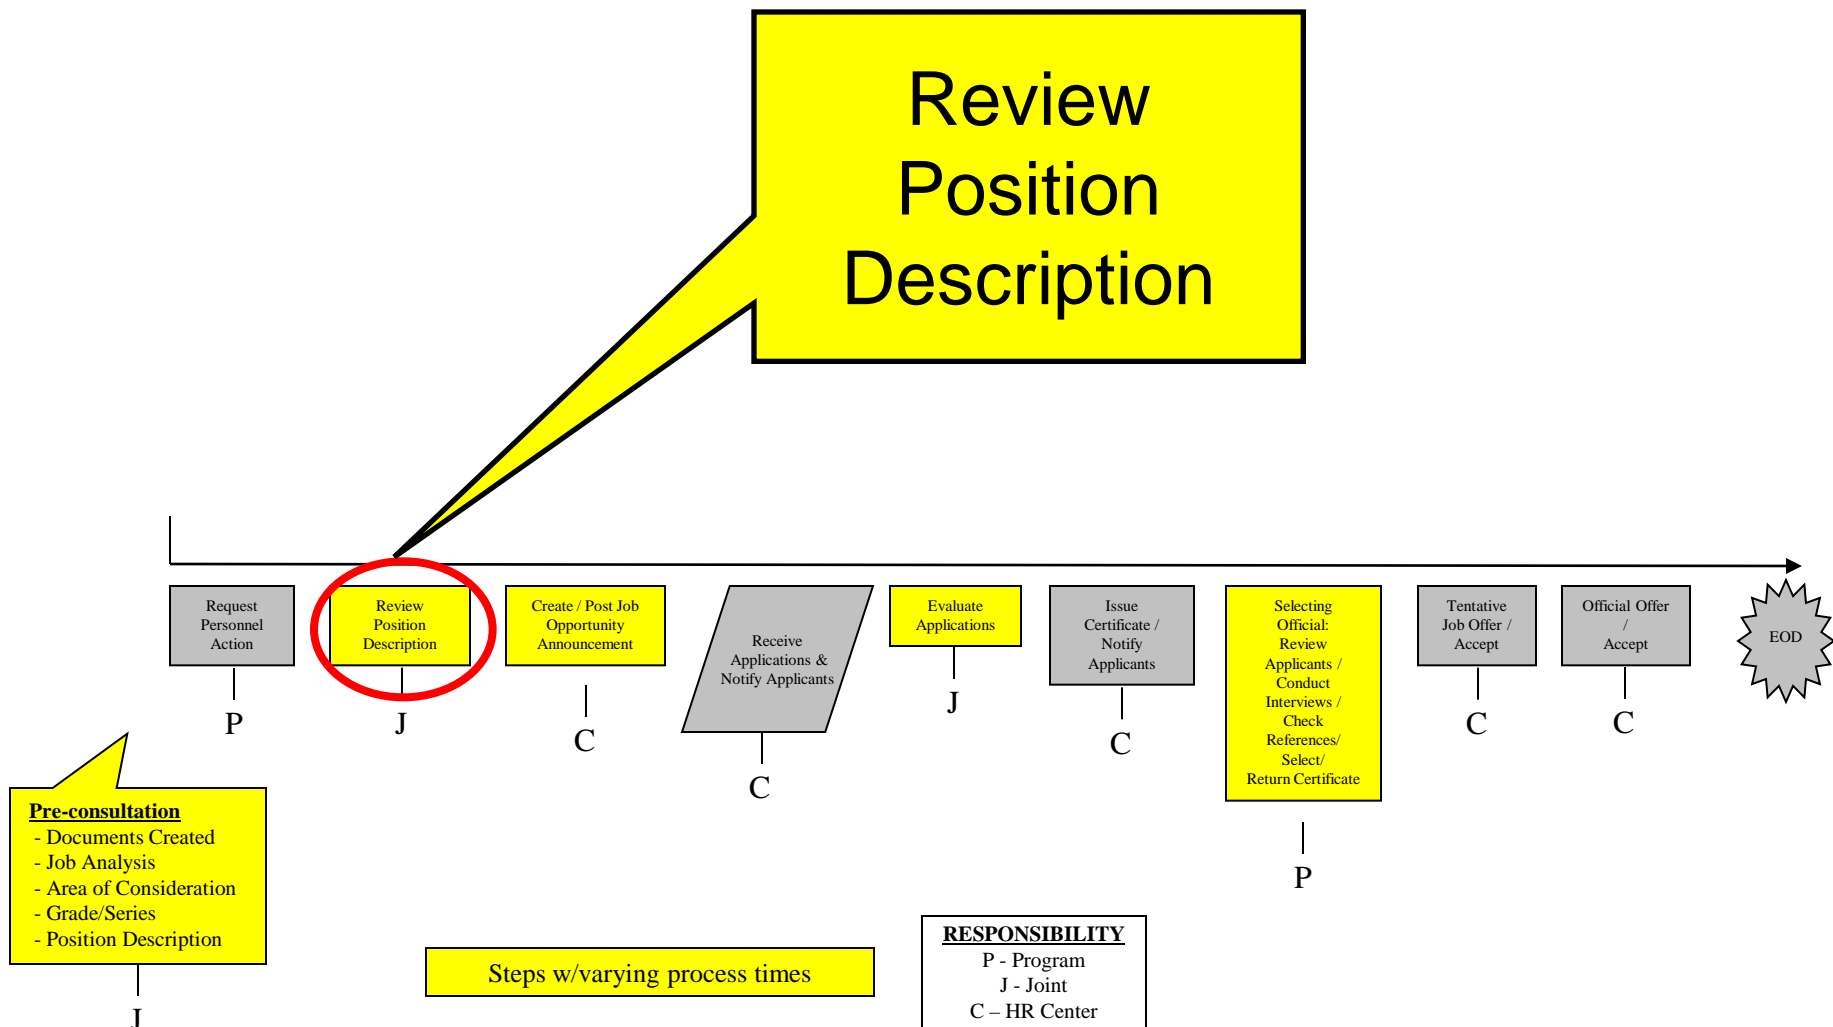 Review
Position
Description
Request
Personnel
Action
P
Review
Position
Description
J
Create / Post Job
Opportunity
Announcement
C
Receive
Applications &
Notify Applicants
C
Evaluate
Applications
J
Issue
Certificate /
Notify
Applicants
C
Selecting
Official:
Review
Applicants /
Conduct
Interviews /
Check
References/
Select/
Return Certificate
P
Tentative
Job Offer /
Accept
C
Official Offer
/
Accept
C
EOD
Pre-consultation
- Documents Created
- Job Analysis
- Area of Consideration
- Grade/Series
- Position Description
J
Steps w/varying process times
RESPONSIBILITY
P - Program
J - Joint
C – HR Center